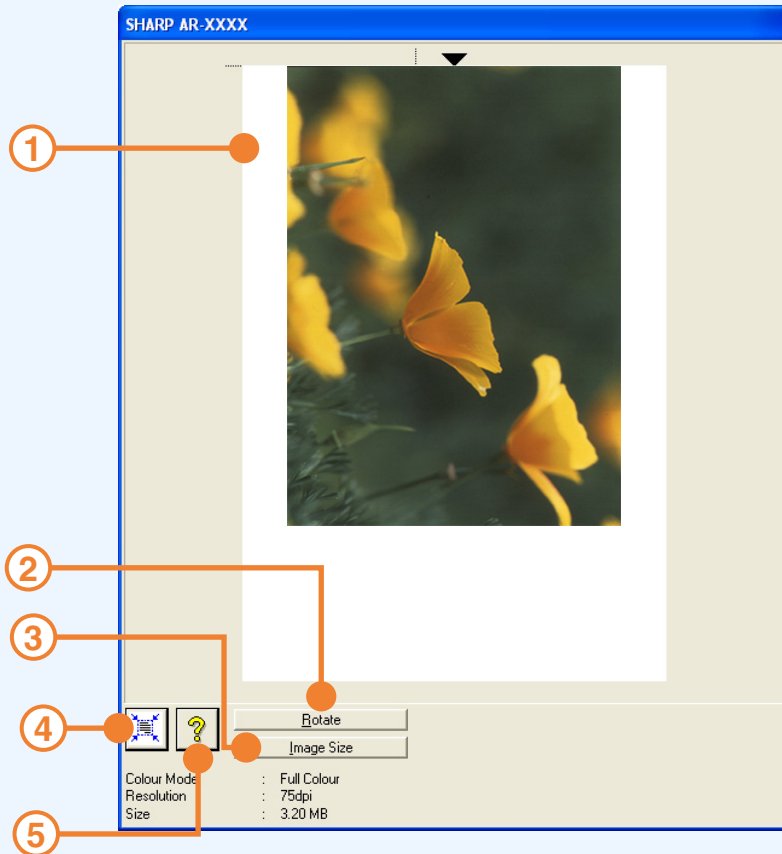 SHARP AR-XXXX
1
2
3
4
5
Rotate
Image Size
Colour Mode : Full Colour
Resolution : 75dpi
Size : 3.20 MB